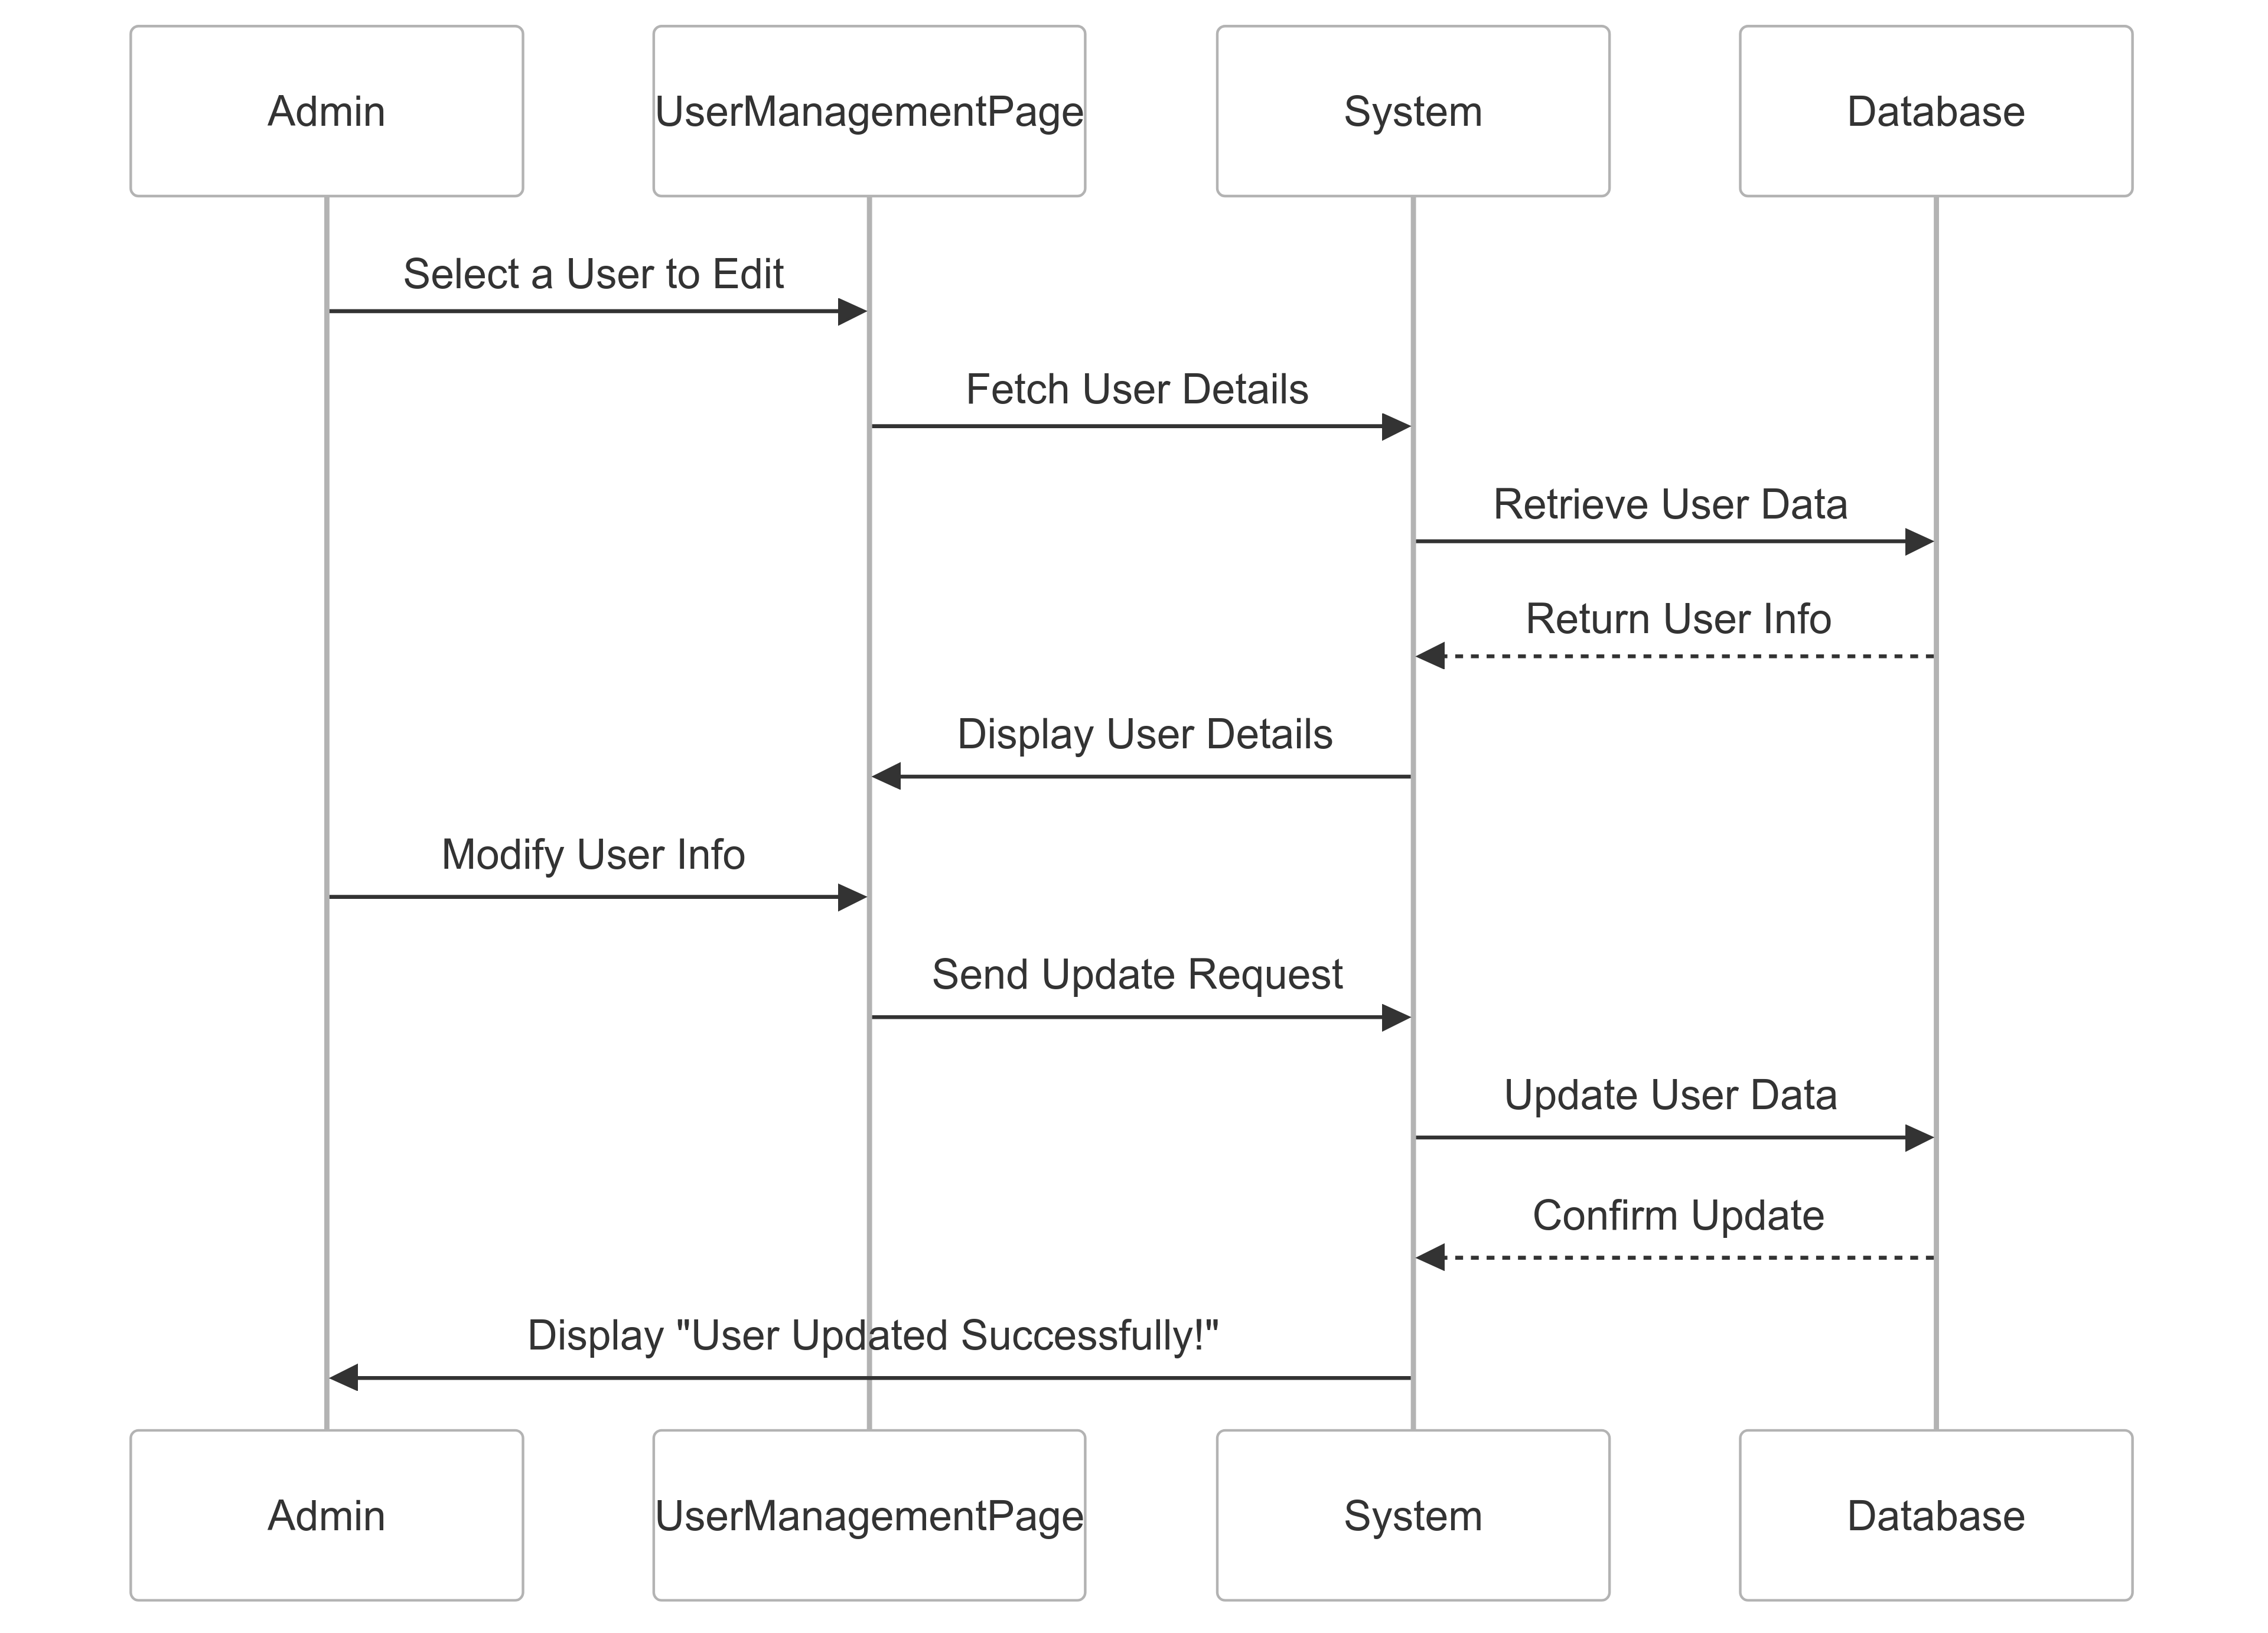 Admin
UserManagementPage
System
Database
Select a User to Edit
Fetch User Details
Retrieve User Data
Return User Info
Display User Details
Modify User Info
Send Update Request
Update User Data
Confirm Update
Display "User Updated Successfully!"
Admin
UserManagementPage
System
Database